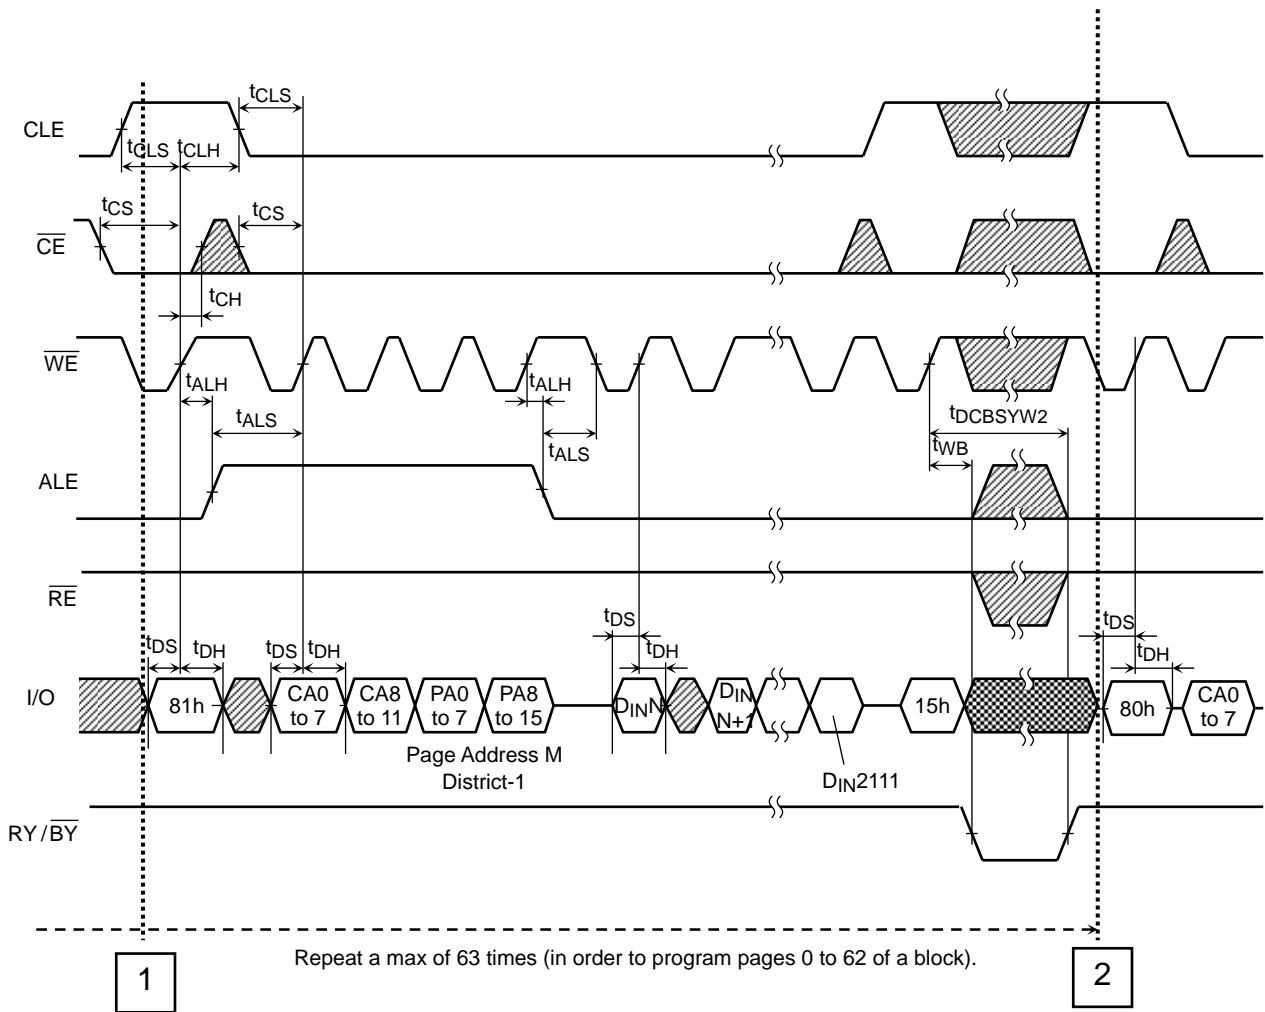 tCLS
CLE
tCLS tCLH
tCS tCS
CE
tCH
WE
tALH tALH
tALS tALS
tDCBSYW2
tWB
ALE
RE
tDS tDH tDS tDH tDS tDH tDS tDH
I/O
81h
CA0 to 7
CA8 to 11
PA0 to 7
PA8 to 15
DINN
DIN N+1
15h
80h
CA0 to 7
Page Address M
District-1
DIN2111
RY/BY
Repeat a max of 63 times (in order to program pages 0 to 62 of a block).
1
2